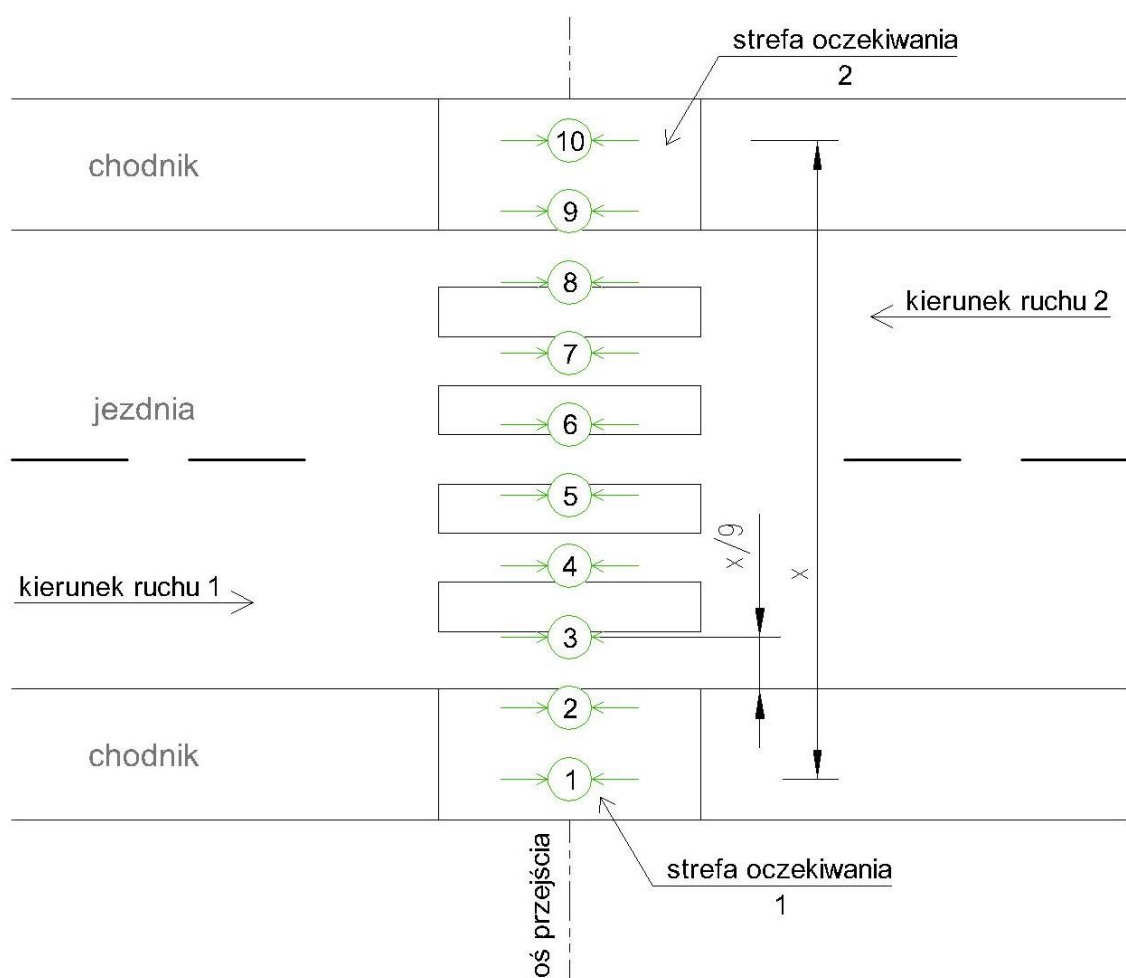 strefa oczekiwania
2
chodnik
10
9
8
kierunek ruchu 2
7
jezdnia
6
5
x/9
x
4
kierunek ruchu 1
3
2
chodnik
1
oś przejścia
strefa oczekiwania
1